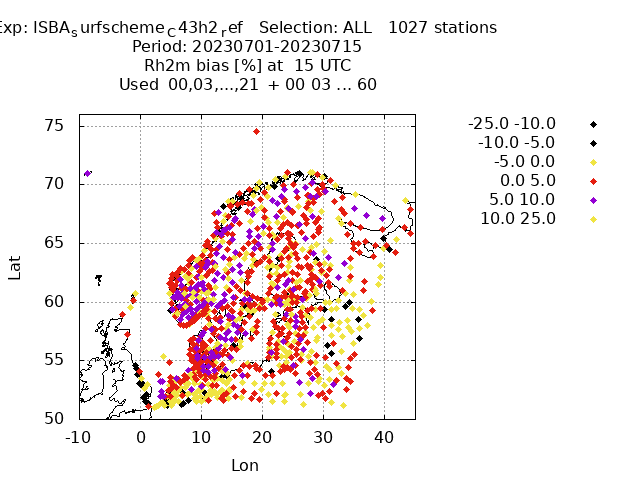 Exp: ISBA_surfscheme_C43h2_ref Selection: ALL 1027 stations
Period: 20230701-20230715
Rh2m bias [%] at 15 UTC
Used 00,03,...,21 + 00 03 ... 60
-25.0 -10.0
-10.0 -5.0
-5.0 0.0
0.0 5.0
5.0 10.0
10.0 25.0
75
70
65
60
55
50
Lat
-10 0 10 20 30 40
Lon